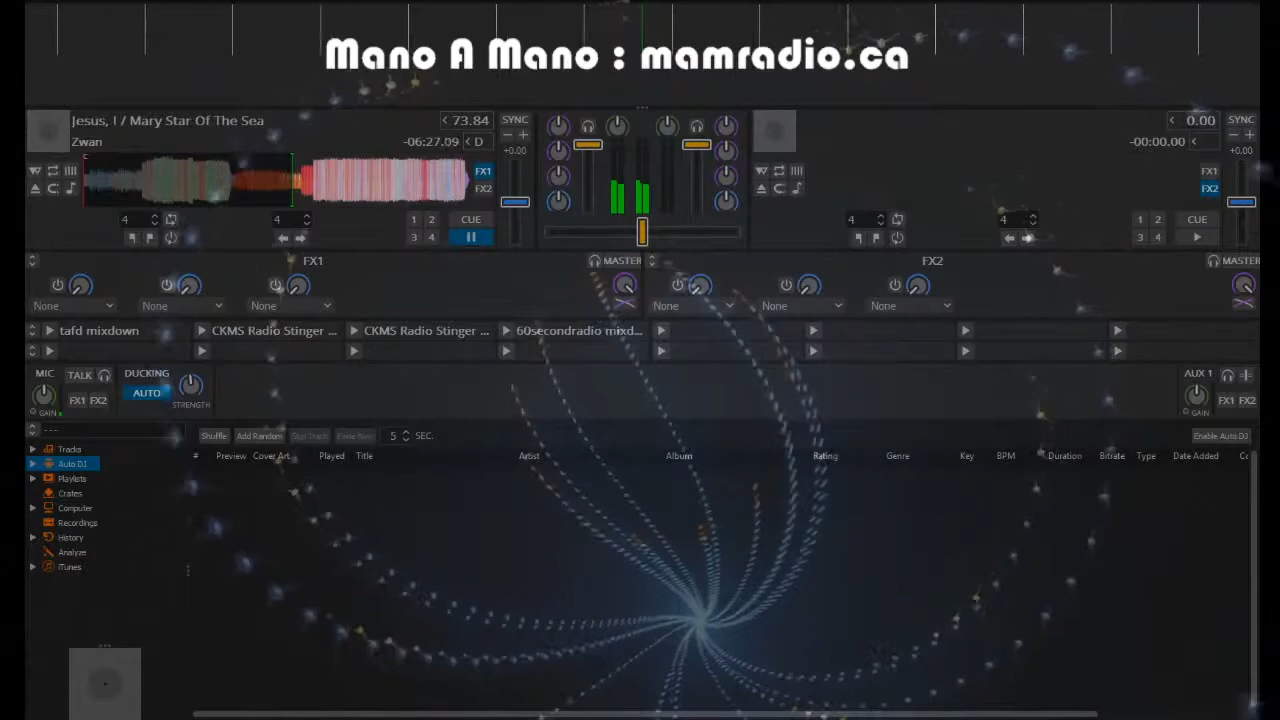 Mano A Mano : mamradio.ca
Jesus, I / Mary Star Of The Sea
73.84
SYNC
0.00
SYNC
Zwan
-06:27.09
D
+0.00
-00:00.00
+0.00
FX1
FX2
FX1
FX2
4
4
1 2
CUE
4
4
1 2
CUE
3 4
3 4
FX1
MASTER
FX2
MASTER
None
None
None
None
None
None
tafd mixdown
CKMS Radio Stinger ...
CKMS Radio Stinger ...
60secondradio mixd...
MIC
TALK
DUCKING
AUX 1
AUTO
FX1 FX2
GAIN
STRENGTH
FX1 FX2
GAIN
---
Shuffle
Add Random
Skip Track
Fade Now
5
SEC.
Enable Auto DJ
Tracks
# Preview Cover Art Played Title Artist Album Rating Genre Key BPM Duration Bitrate Type Date Added Cc
Auto DJ
Playlists
Crates
Computer
Recordings
History
Analyze
iTunes